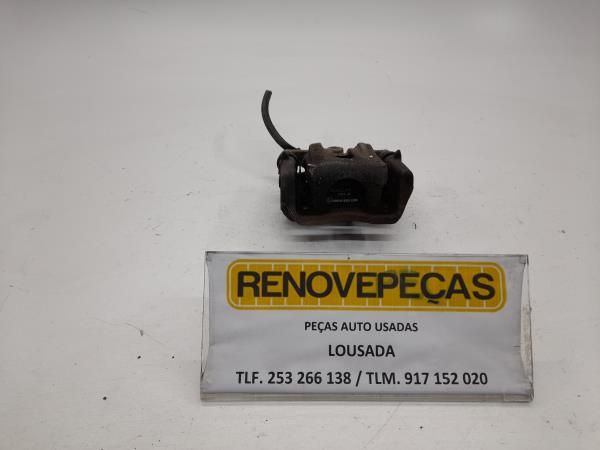 RENOVEPEÇAS
PEÇAS AUTO USADAS
LOUSADA
TLF. 253 266 138 / TLM. 917 152 020